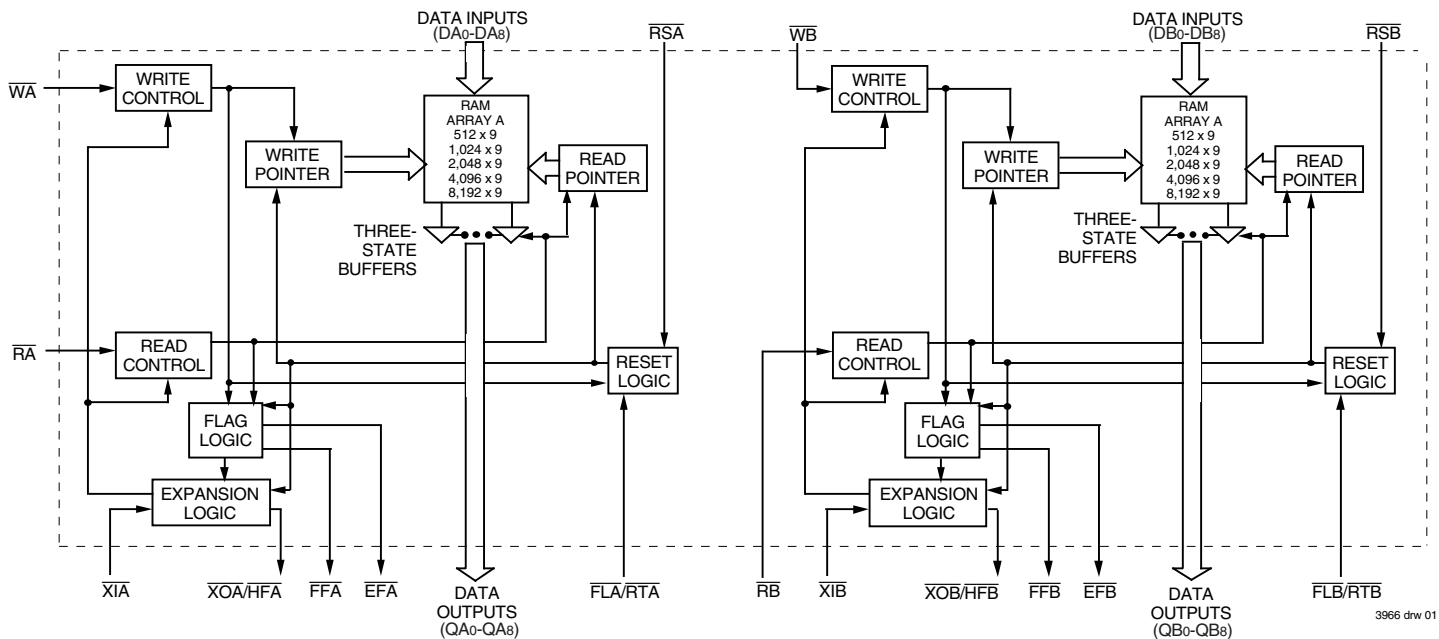 DATA INPUTS
(DA0-DA8)
RSA
WB
DATA INPUTS
(DB0-DB8)
RSB
WA
WRITE
CONTROL
RAM
ARRAY A
512 x 9
1,024 x 9
2,048 x 9
4,096 x 9
8,192 x 9
WRITE
POINTER
READ
POINTER
THREE-
STATE
BUFFERS
RA
READ
CONTROL
RESET
LOGIC
FLAG
LOGIC
EXPANSION
LOGIC
XIA
XOA/HFA
FFA
EFA
DATA
OUTPUTS
(QA0-QA8)
FLA/RTA
WRITE
CONTROL
RAM
ARRAY A
512 x 9
1,024 x 9
2,048 x 9
4,096 x 9
8,192 x 9
WRITE
POINTER
READ
POINTER
THREE-
STATE
BUFFERS
READ
CONTROL
RESET
LOGIC
FLAG
LOGIC
EXPANSION
LOGIC
RB
XIB
XOB/HFB
FFB
EFB
DATA
OUTPUTS
(QB0-QB8)
FLB/RTB
3966 drw 01